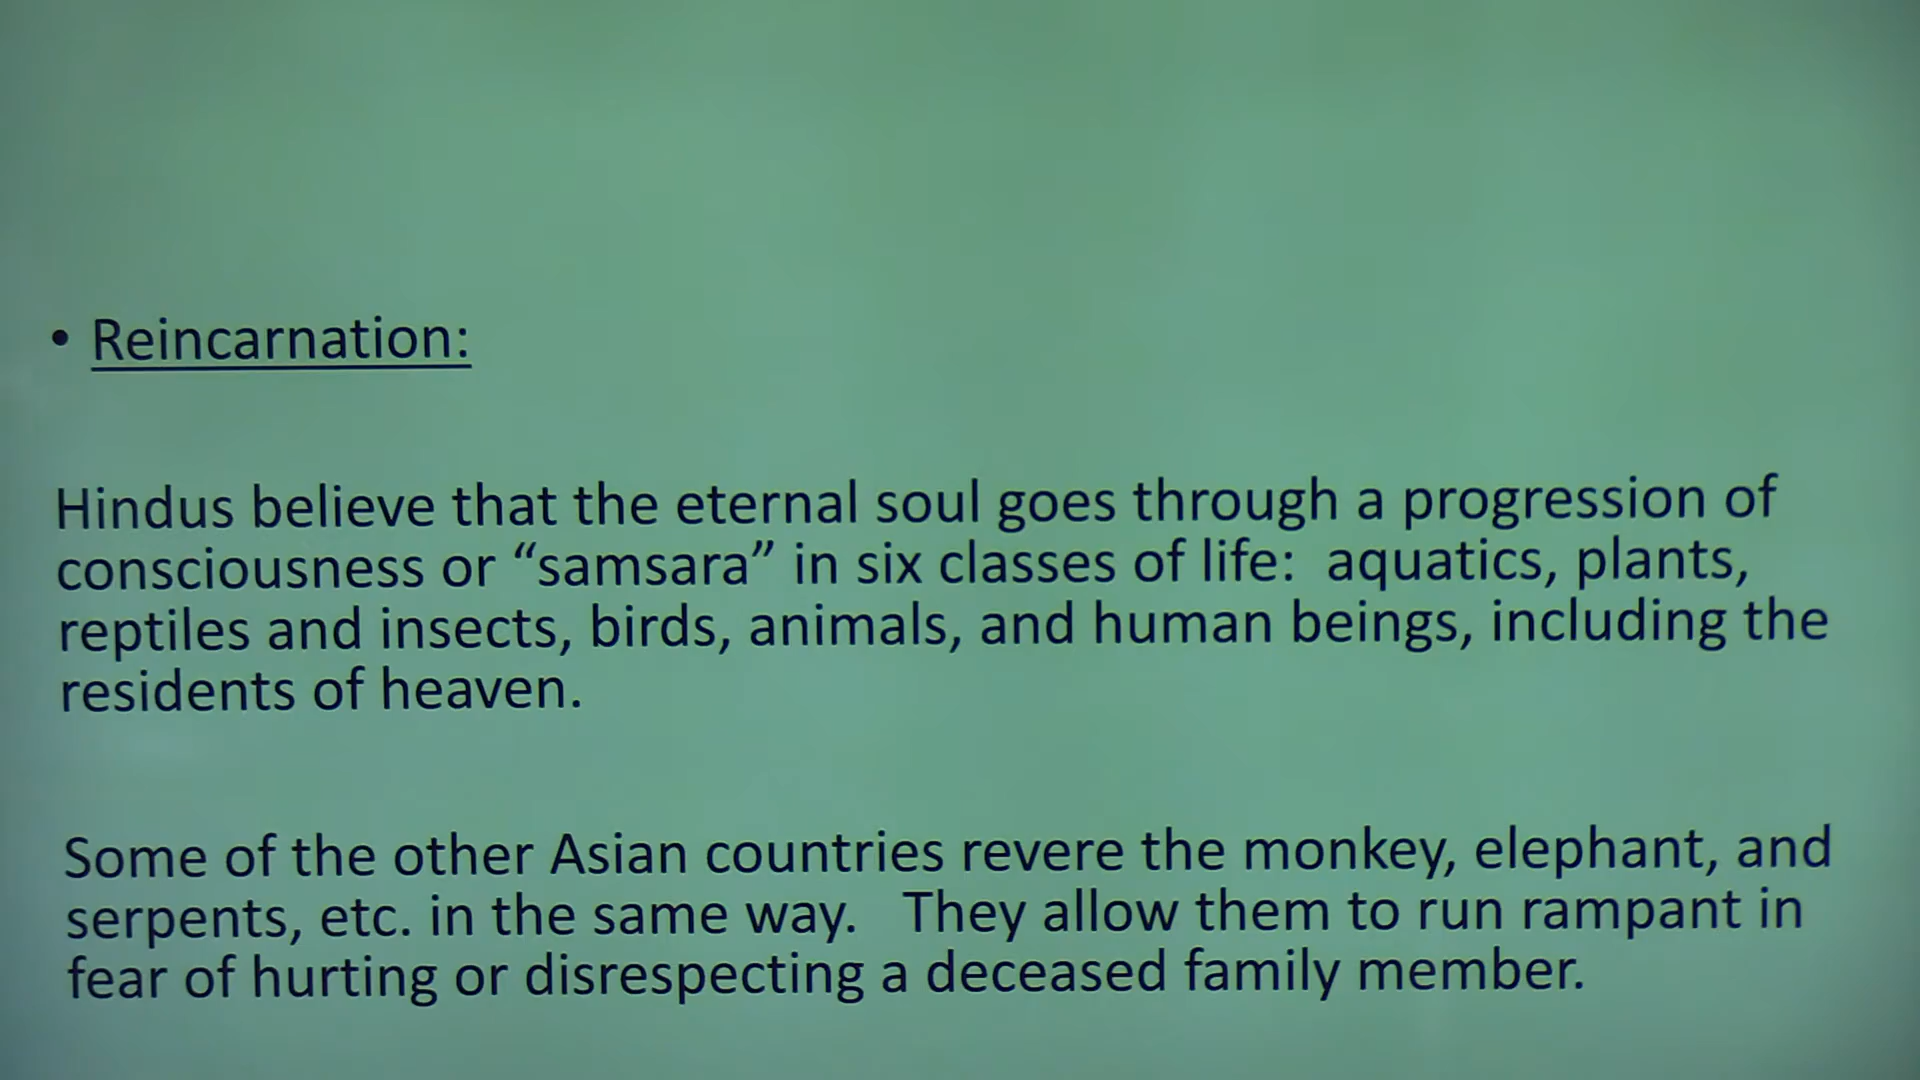 • Reincarnation:
Hindus believe that the eternal soul goes through a progression of
consciousness or “samsara” in six classes of life:  aquatics, plants,
reptiles and insects, birds, animals, and human beings, including the
residents of heaven.
Some of the other Asian countries revere the monkey, elephant, and
serpents, etc. in the same way.   They allow them to run rampant in
fear of hurting or disrespecting a deceased family member.